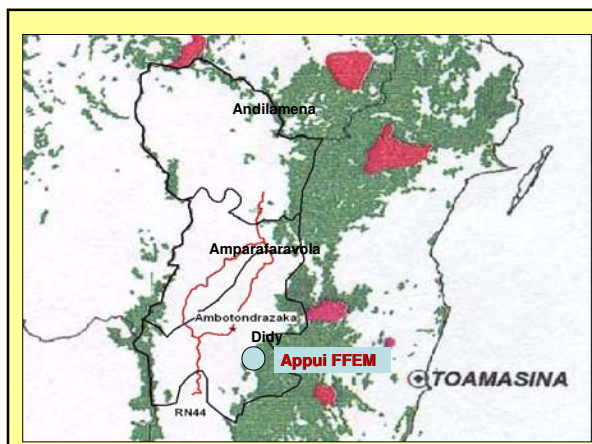 Andilamena
Amparafaravola
Ambotondrazaka
Didy
Appui FFEM
TOAMASINA
RN44